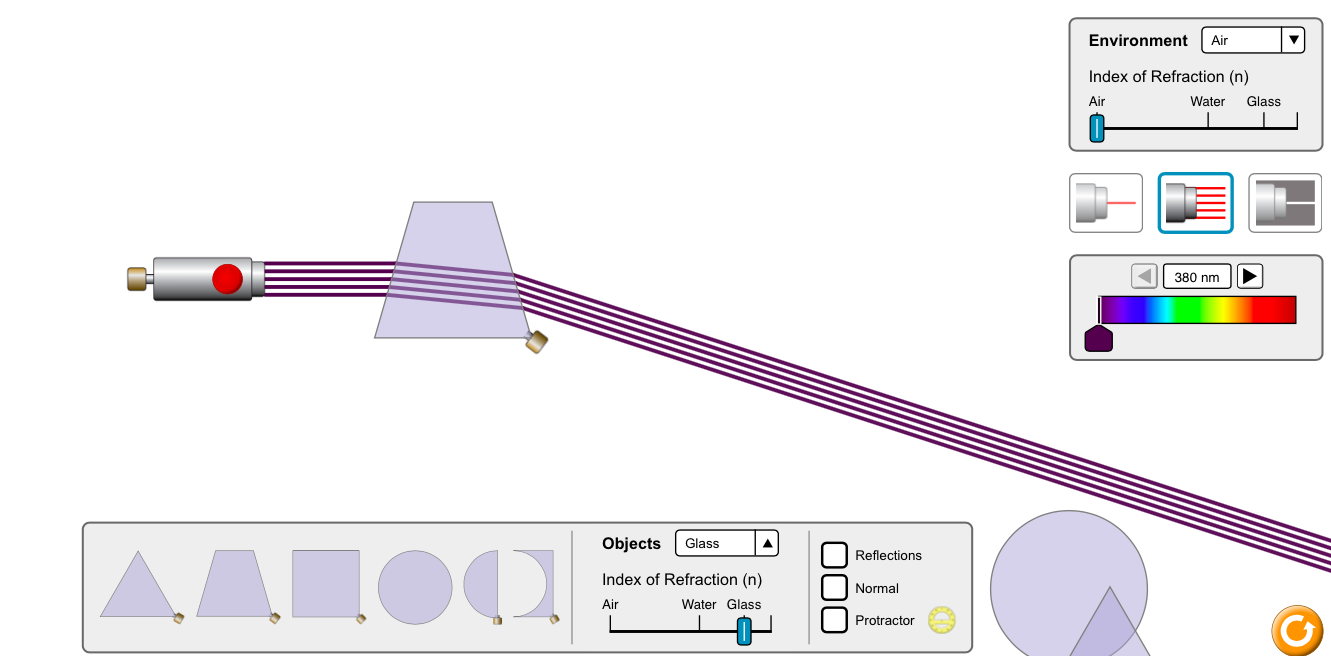 Environment
Air
Index of Refraction (n)
Air Water Glass
380 nm
Objects
Glass
Index of Refraction (n)
Air Water Glass
Reflections
Normal
Protractor